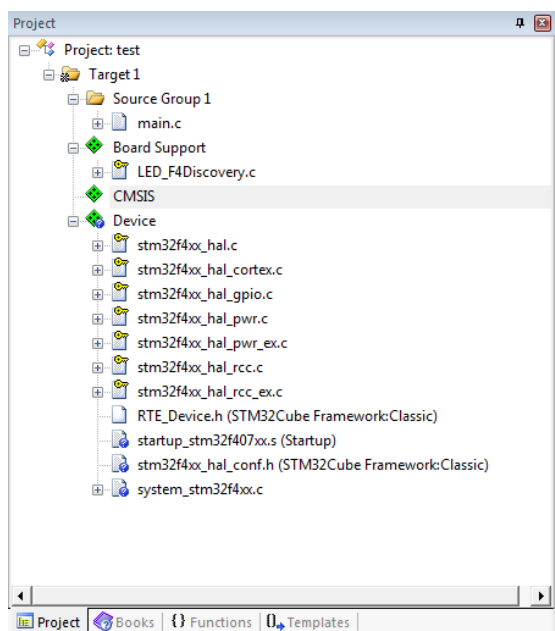 Project
Project: test
Target 1
Source Group 1
main.c
Board Support
LED_F4Discovery.c
CMSIS
Device
stm32f4xx_hal.c
stm32f4xx_hal_cortex.c
stm32f4xx_hal_gpio.c
stm32f4xx_hal_pwr.c
stm32f4xx_hal_pwr_ex.c
stm32f4xx_hal_rcc.c
stm32f4xx_hal_rcc_ex.c
RTE_Device.h (STM32Cube Framework:Classic)
startup_stm32f407xx.s (Startup)
stm32f4xx_hal_conf.h (STM32Cube Framework:Classic)
system_stm32f4xx.c
Project Books {} Functions 0 Templates